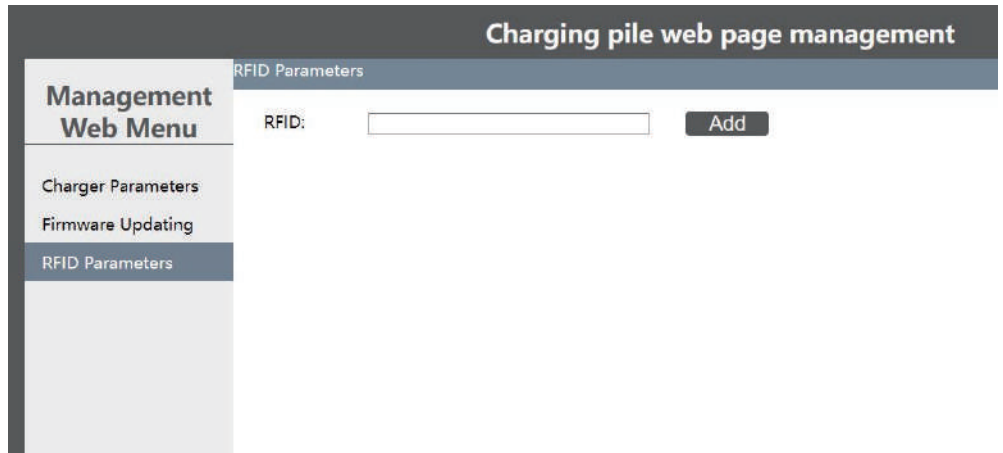 Charging pile web page management
Management
Web Menu
Charger Parameters
Firmware Updating
RFID Parameters
RFID Parameters
RFID:
Add